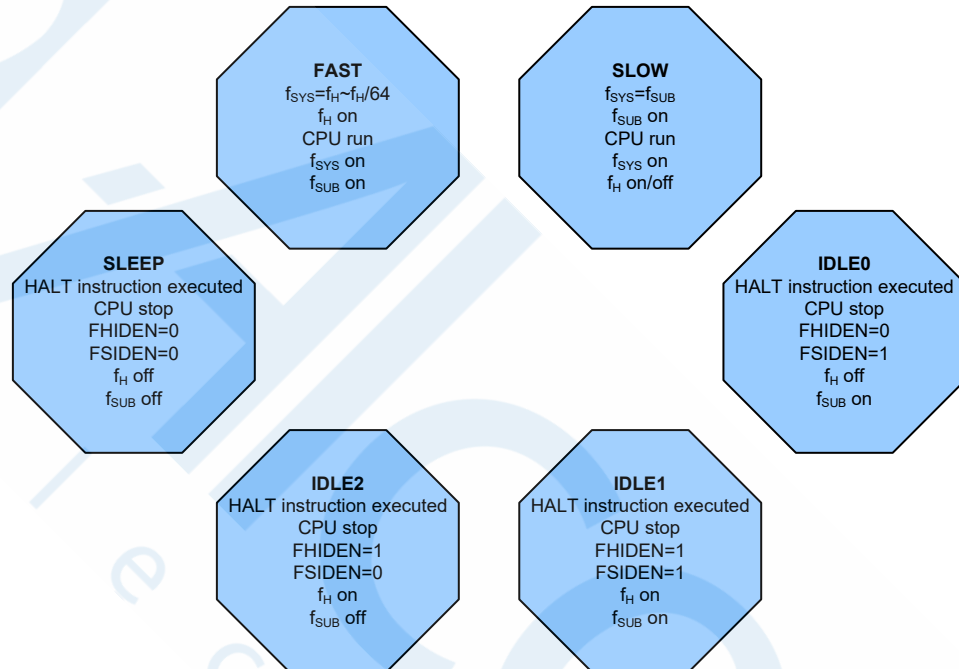 FAST
fSYS=fH~fH/64
fH on
CPU run
fSYS on
fSUB on
SLOW
fSYS=fSUB
fSUB on
CPU run
fSYS on
fH on/off
SLEEP
HALT instruction executed
CPU stop
FHIDEN=0
FSIDEN=0
fH off
fSUB off
IDLE0
HALT instruction executed
CPU stop
FHIDEN=0
FSIDEN=1
fH off
fSUB on
IDLE2
HALT instruction executed
CPU stop
FHIDEN=1
FSIDEN=0
fH on
fSUB off
IDLE1
HALT instruction executed
CPU stop
FHIDEN=1
FSIDEN=1
fH on
fSUB on